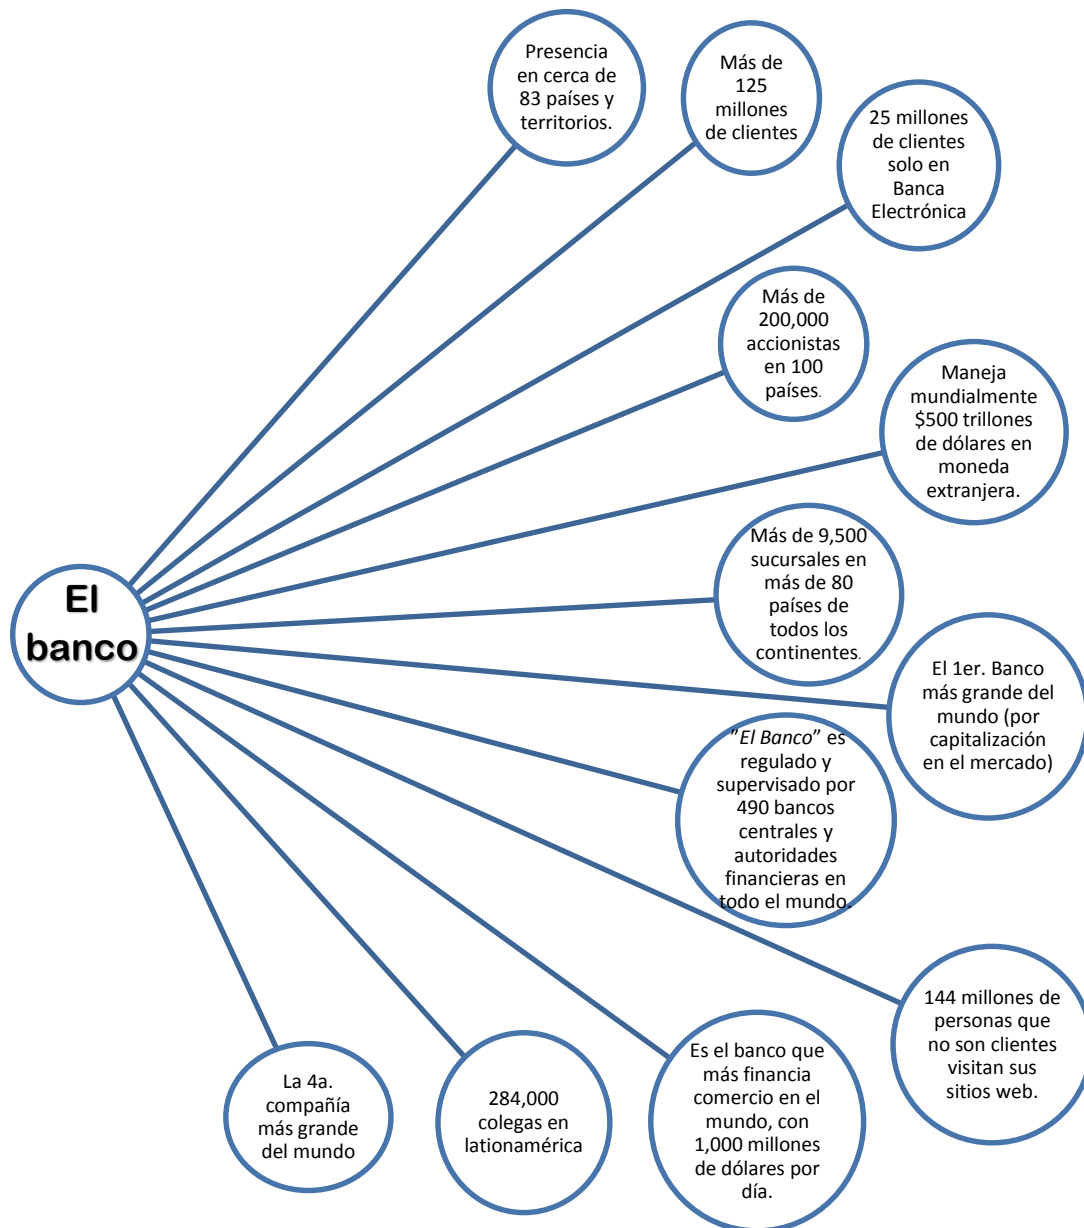 Presencia
en cerca de
83 países y
territorios.
Más de
125
millones
de clientes
25 millones
de clientes
solo en
Banca
Electrónica
Más de
200,000
accionistas
en 100
países.
Maneja
mundialmente
$500 trillones
de dólares en
moneda
extranjera.
Más de 9,500
sucursales en
más de 80
países de
todos los
continentes.
El
banco
El 1er. Banco
más grande del
mundo (por
capitalización
en el mercado)
”El Banco” es
regulado y
supervisado por
490 bancos
centrales y
autoridades
financieras en
todo el mundo.
144 millones de
personas que
no son clientes
visitan sus
sitios web.
Es el banco que
más financia
comercio en el
mundo, con
1,000 millones
de dólares por
día.
284,000
colegas en
lationamérica
La 4a.
compañía
más grande
del mundo